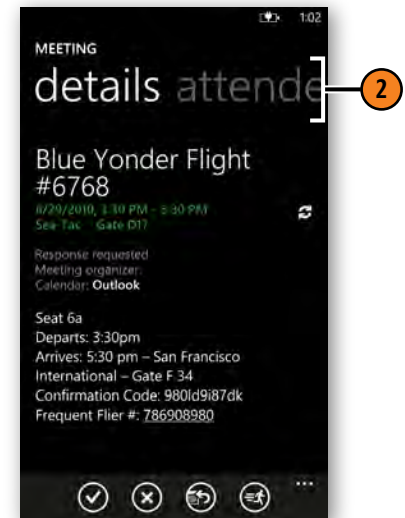 1:02
MEETING
details attende
2
Blue Yonder Flight
#6768
8/29/2010, 3:30 PM – 5:30 PM
Sea-Tac Gate D17
Response requested
Meeting organizer:
Calendar: Outlook
Seat 6a
Departs: 3:30pm
Arrives: 5:30 pm – San Francisco
International – Gate F 34
Confirmation Code: 980ld9i87dk
Frequent Flier #: 786908980